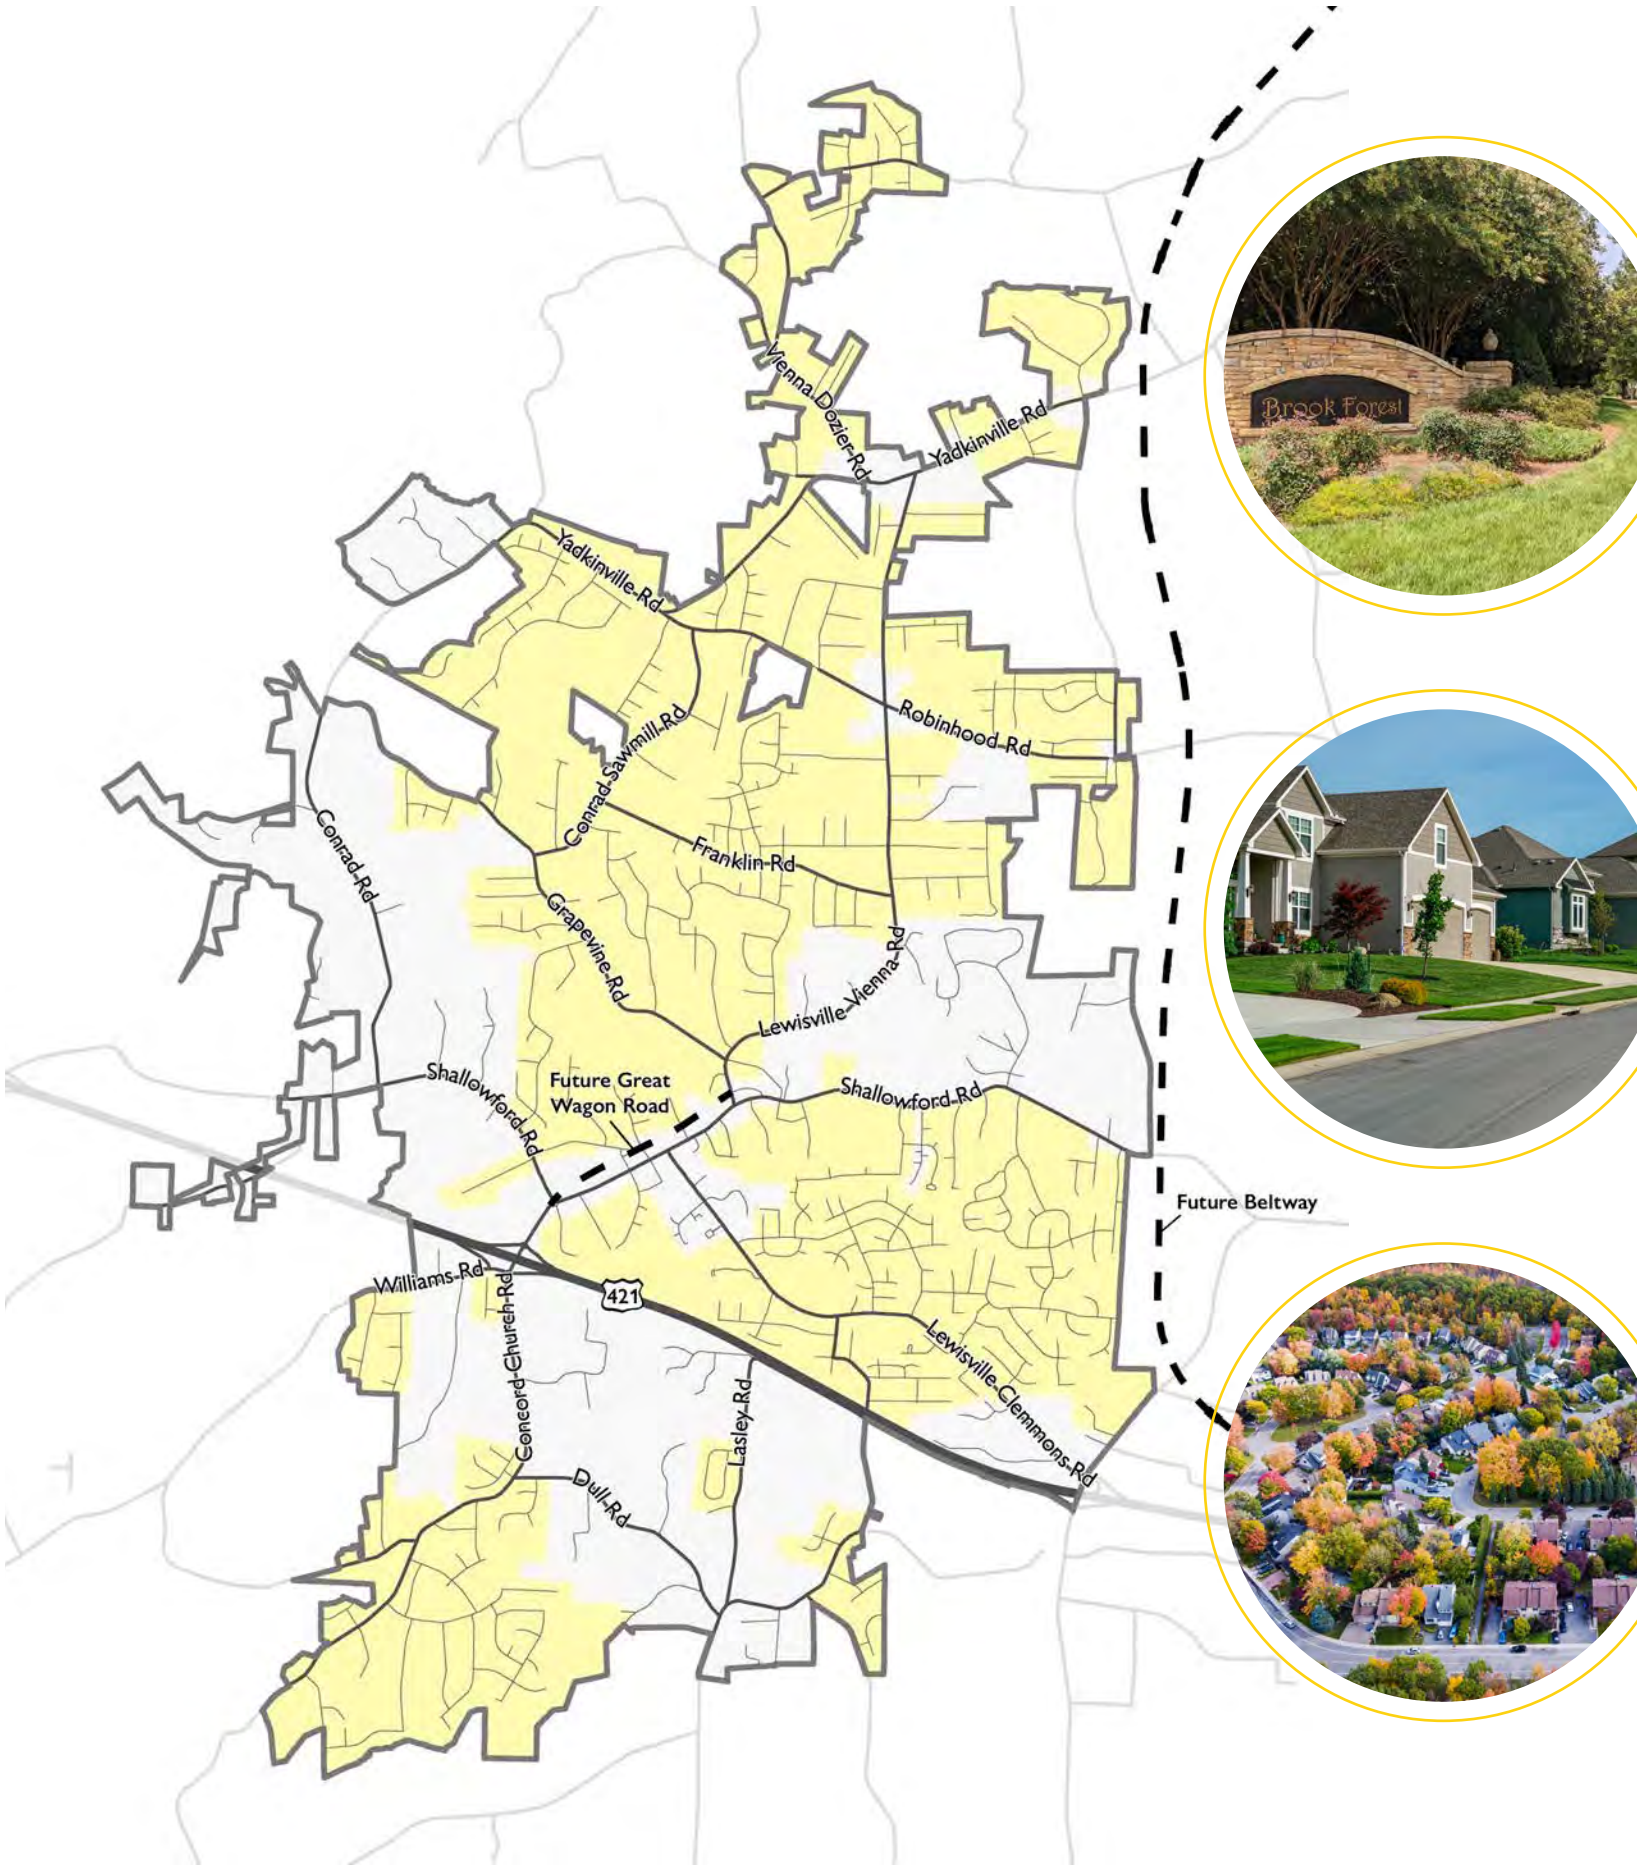 Brook Forest
Vienna-Dozier-Rd
Yadkinville-Rd
Yadkinville-Rd
Robinhood-Rd
Conrad-Sawmill-Rd
Conrad-Rd
Franklin-Rd
Grapevine-Rd
Lewisville-Vienna-Rd
Shallowford-Rd
Future Great
Wagon Road
Shallowford-Rd
Future Beltway
Williams-Rd
421
Concord-Church-Rd
Lewisville-Clemmons-Rd
Lasley-Rd
Dull-Rd